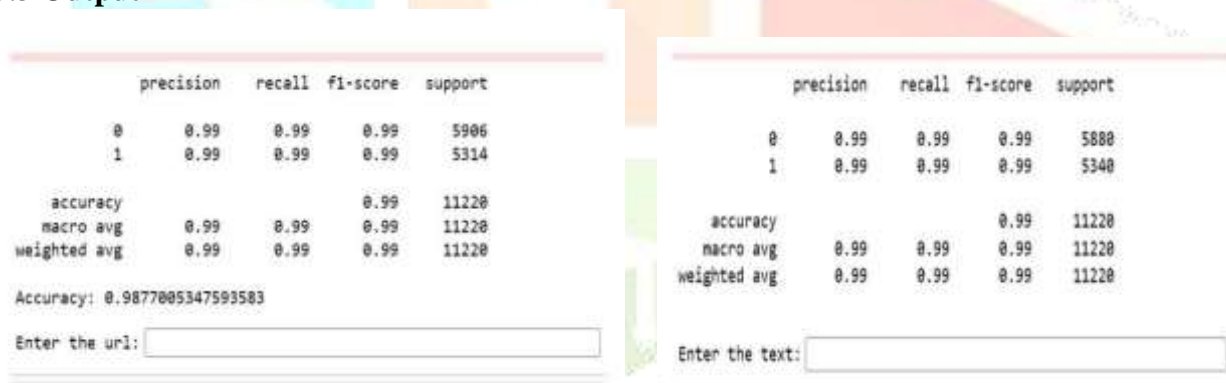 Output
precision recall f1-score support
0 0.99 0.99 0.99 5906
1 0.99 0.99 0.99 5314
accuracy 0.99 11220
macro avg 0.99 0.99 0.99 11220
weighted avg 0.99 0.99 0.99 11220
Accuracy: 0.9877005347593583
Enter the url:
precision recall f1-score support
0 0.99 0.99 0.99 5880
1 0.99 0.99 0.99 5340
accuracy 0.99 11220
macro avg 0.99 0.99 0.99 11220
weighted avg 0.99 0.99 0.99 11220
Enter the text: